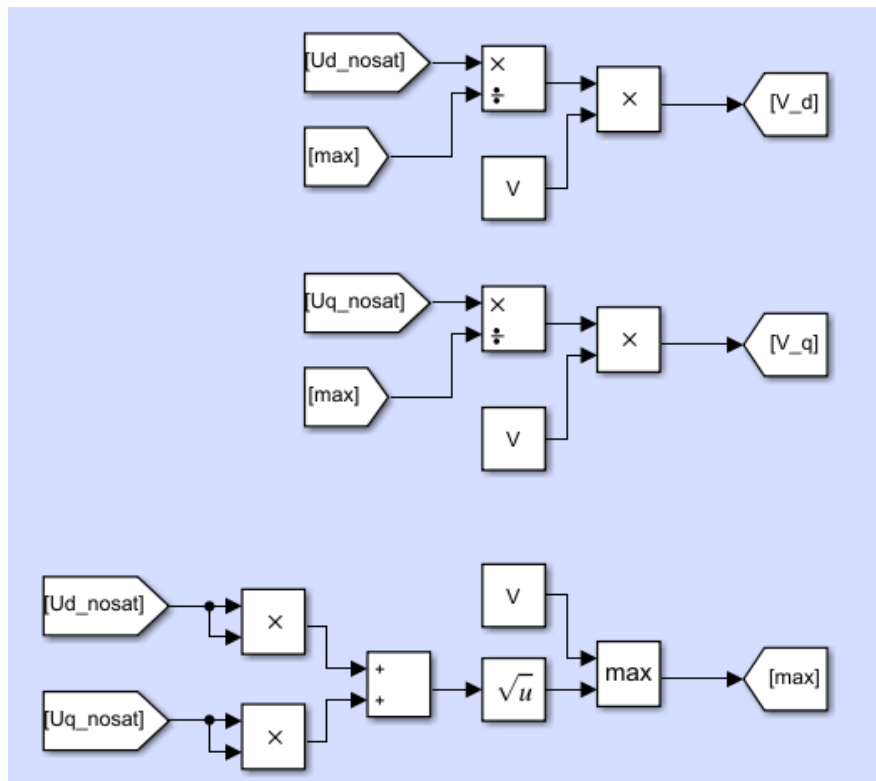 [Ud_nosat]
×
÷
×
[V_d]
[max]
V
[Uq_nosat]
×
÷
×
[V_q]
[max]
V
[Ud_nosat]
×
V
+
+
√u
max
[max]
[Uq_nosat]
×